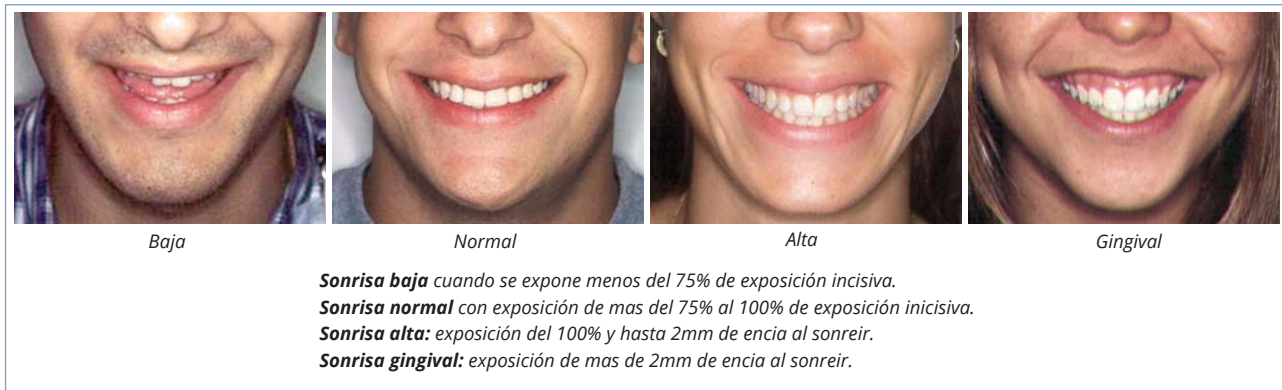 Baja
Normal
Alta
Gingival
Sonrisa baja cuando se expone menos del 75% de exposición incisiva.
Sonrisa normal con exposición de mas del 75% al 100% de exposición inicisiva.
Sonrisa alta: exposición del 100% y hasta 2mm de encia al sonreir.
Sonrisa gingival: exposición de mas de 2mm de encia al sonreir.